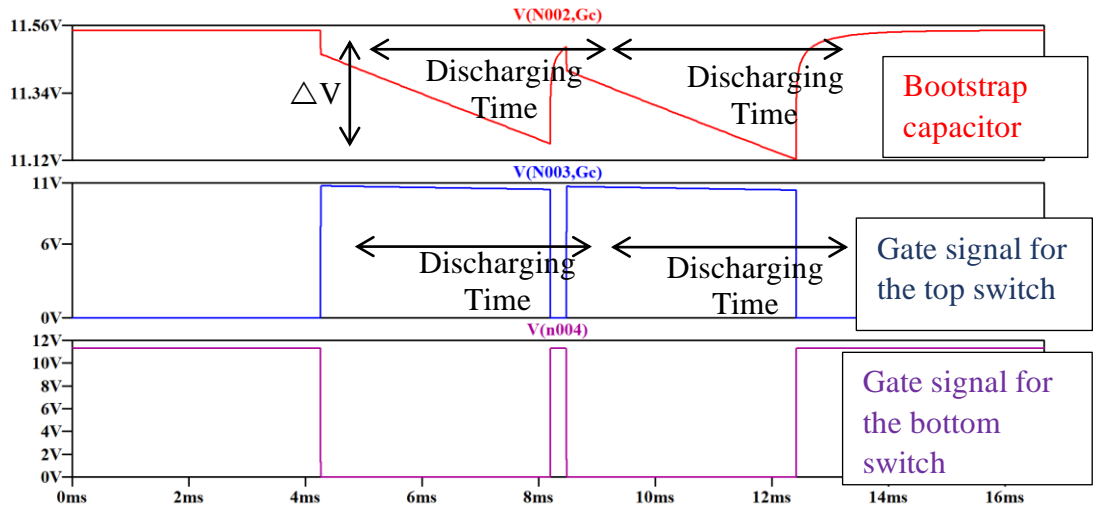 V(N002,Gc)
11.56V
11.34V
11.12V
△V
Discharging
Time
Discharging
Time
Bootstrap
capacitor
V(N003,Gc)
11V
6V
0V
Discharging
Time
Discharging
Time
Gate signal for
the top switch
V(n004)
12V
10V
8V
6V
4V
2V
0V
Gate signal for
the bottom
switch
0ms 2ms 4ms 6ms 8ms 10ms 12ms 14ms 16ms